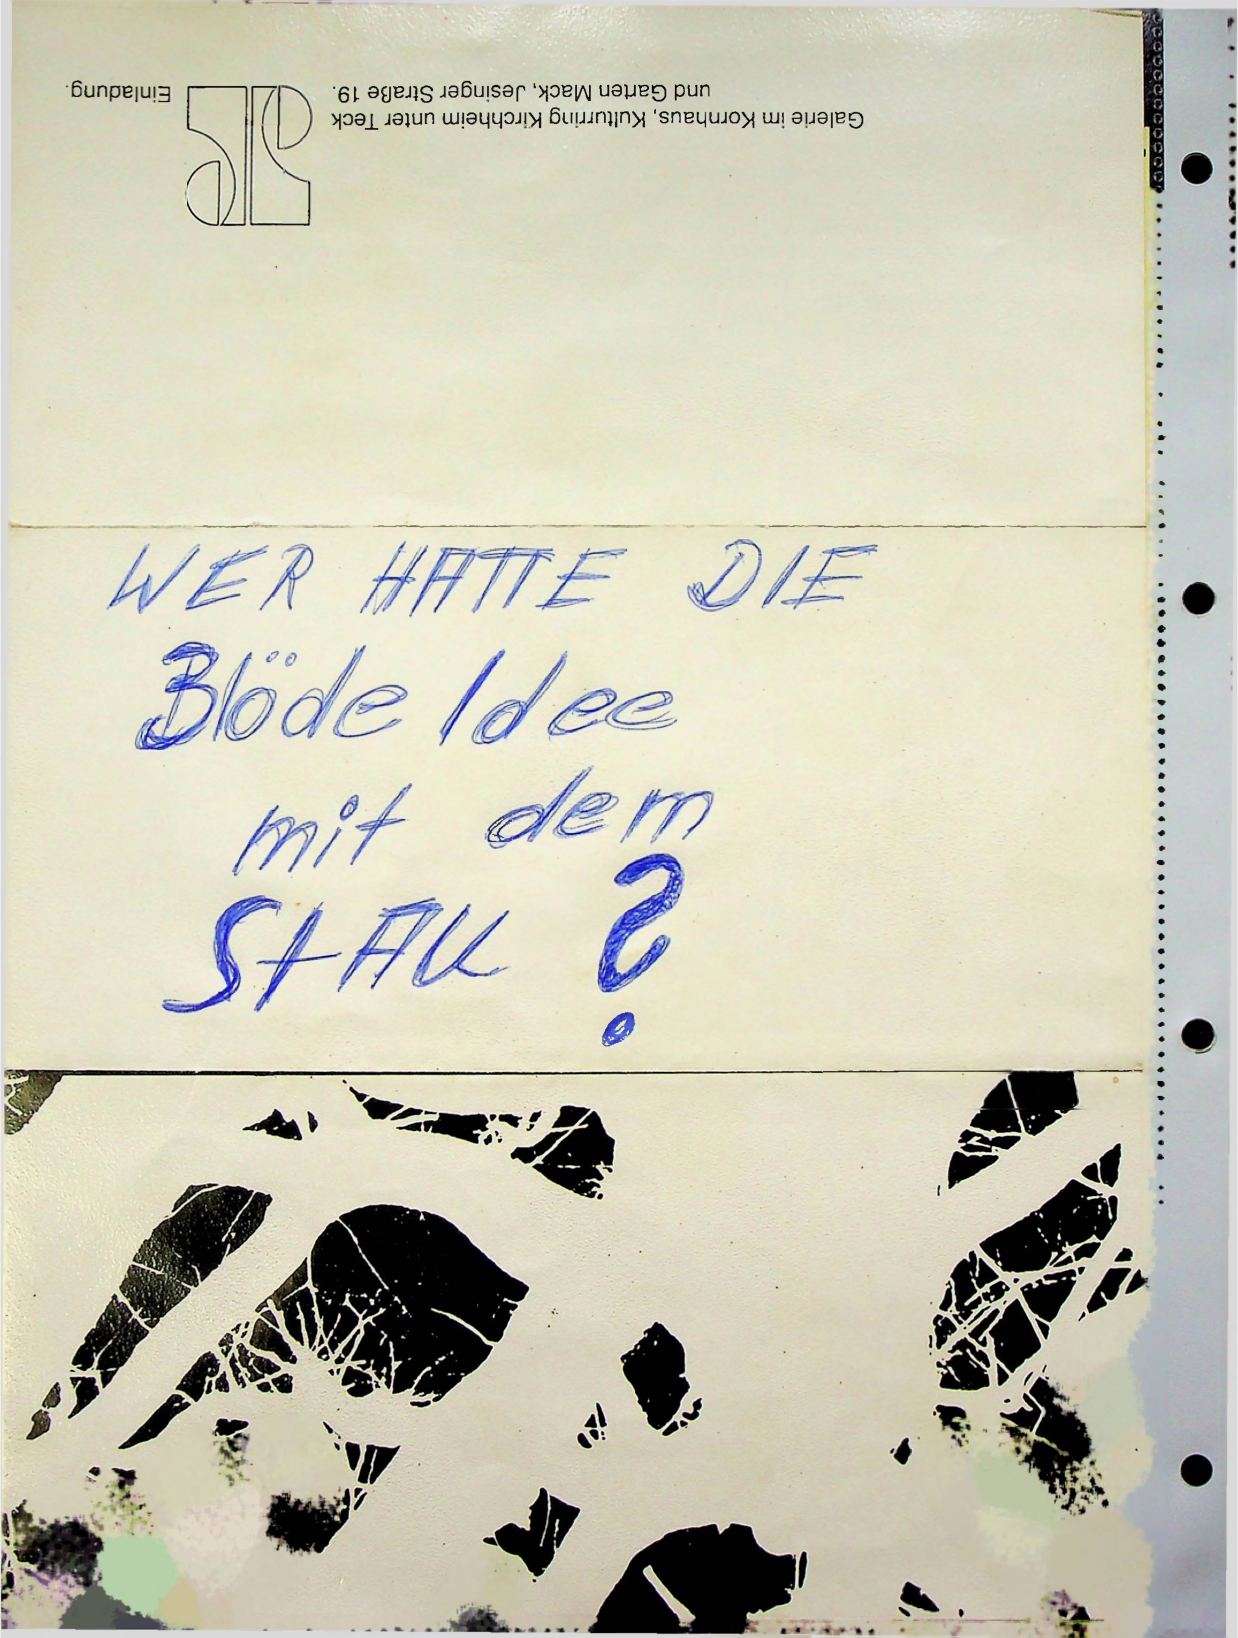 Einladung.
Galerie im Kornhaus, Kulturring Kirchheim unter Teck
und Garten Mack, Jesinger Straße 19.
WER HATTE DIE
Blöde Idee
mit dem
StAU ?